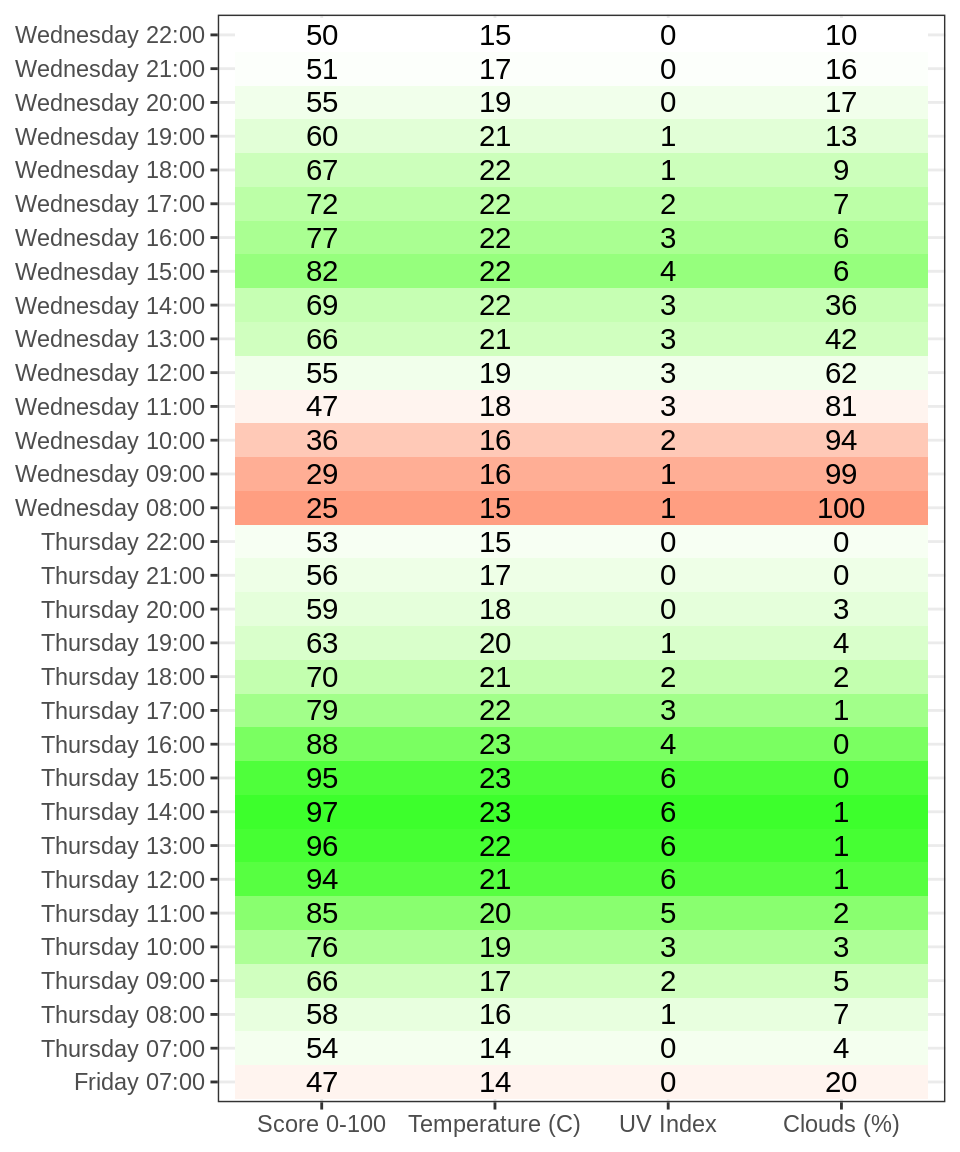 Wednesday 22:00 50 15 0 10
Wednesday 21:00 51 17 0 16
Wednesday 20:00 55 19 0 17
Wednesday 19:00 60 21 1 13
Wednesday 18:00 67 22 1 9
Wednesday 17:00 72 22 2 7
Wednesday 16:00 77 22 3 6
Wednesday 15:00 82 22 4 6
Wednesday 14:00 69 22 3 36
Wednesday 13:00 66 21 3 42
Wednesday 12:00 55 19 3 62
Wednesday 11:00 47 18 3 81
Wednesday 10:00 36 16 2 94
Wednesday 09:00 29 16 1 99
Wednesday 08:00 25 15 1 100
Thursday 22:00 53 15 0 0
Thursday 21:00 56 17 0 0
Thursday 20:00 59 18 0 3
Thursday 19:00 63 20 1 4
Thursday 18:00 70 21 2 2
Thursday 17:00 79 22 3 1
Thursday 16:00 88 23 4 0
Thursday 15:00 95 23 6 0
Thursday 14:00 97 23 6 1
Thursday 13:00 96 22 6 1
Thursday 12:00 94 21 6 1
Thursday 11:00 85 20 5 2
Thursday 10:00 76 19 3 3
Thursday 09:00 66 17 2 5
Thursday 08:00 58 16 1 7
Thursday 07:00 54 14 0 4
Friday 07:00 47 14 0 20
Score 0-100 Temperature (C) UV Index Clouds (%)